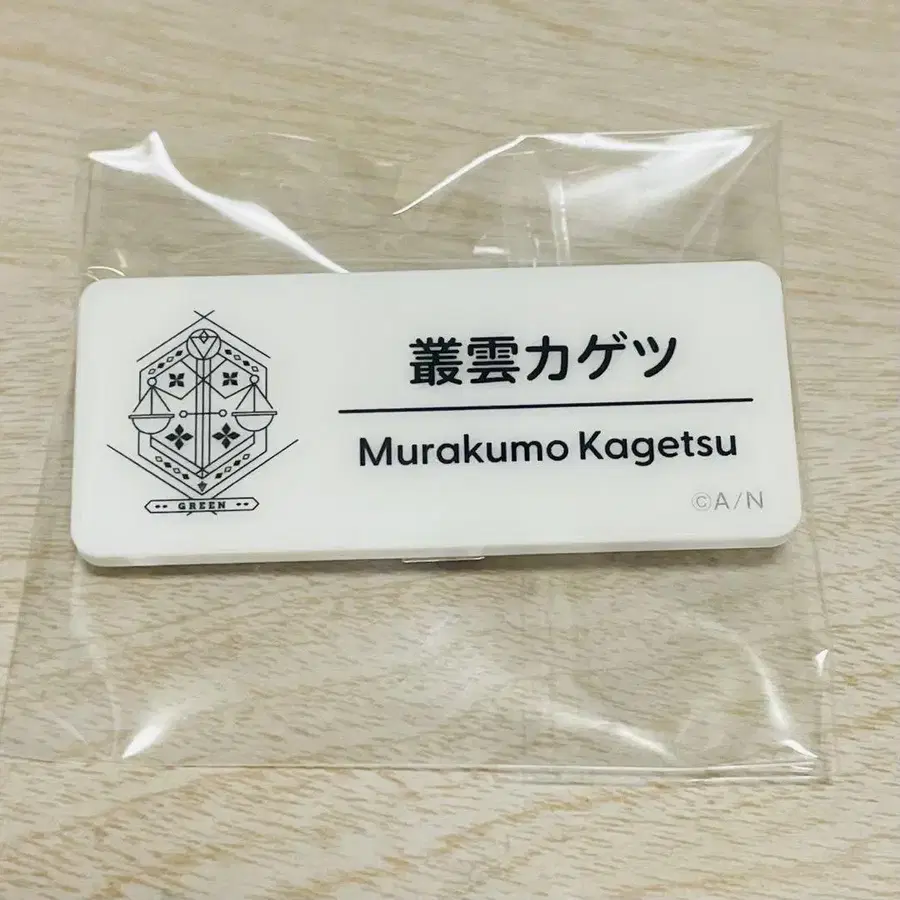 叢雲カゲツ
Murakumo Kagetsu
GREEN
©A/N